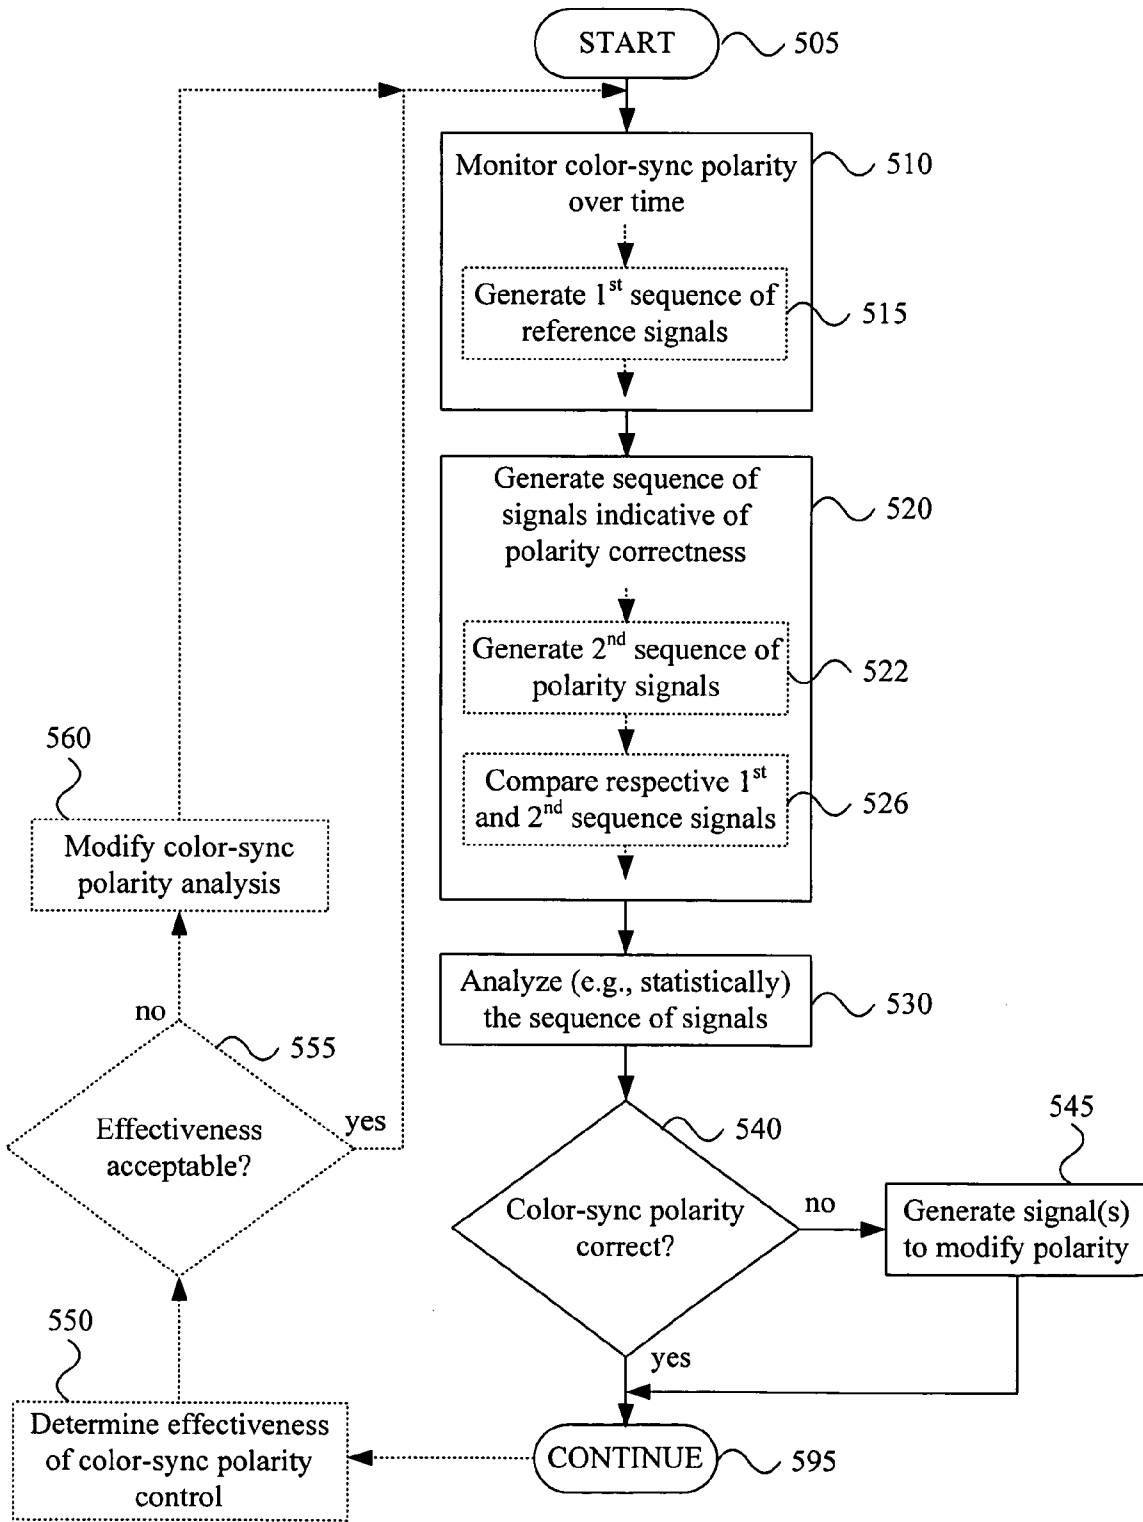 START
505
Monitor color-sync polarity
over time
510
Generate 1st sequence of
reference signals
515
Generate sequence of
signals indicative of
polarity correctness
520
Generate 2nd sequence of
polarity signals
522
Compare respective 1st
and 2nd sequence signals
526
Analyze (e.g., statistically)
the sequence of signals
530
Color-sync polarity
correct?
540
no
yes
545
Generate signal(s)
to modify polarity
CONTINUE
595
550
Determine effectiveness
of color-sync polarity
control
Effectiveness
acceptable?
555
yes
no
560
Modify color-sync
polarity analysis